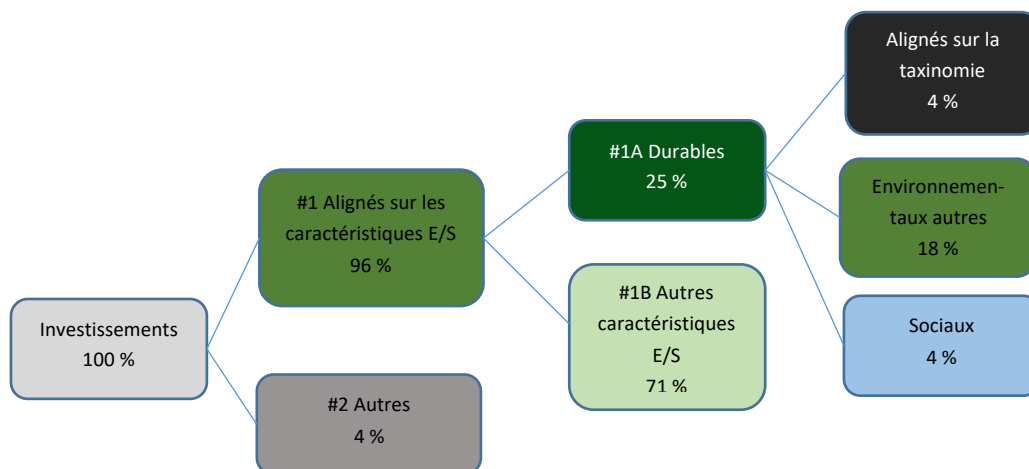 Investissements
100 %
#1 Alignés sur les
caractéristiques E/S
96 %
#2 Autres
4 %
#1A Durables
25 %
#1B Autres
caractéristiques
E/S
71 %
Alignés sur la
taxinomie
4 %
Environnemen-
taux autres
18 %
Sociaux
4 %